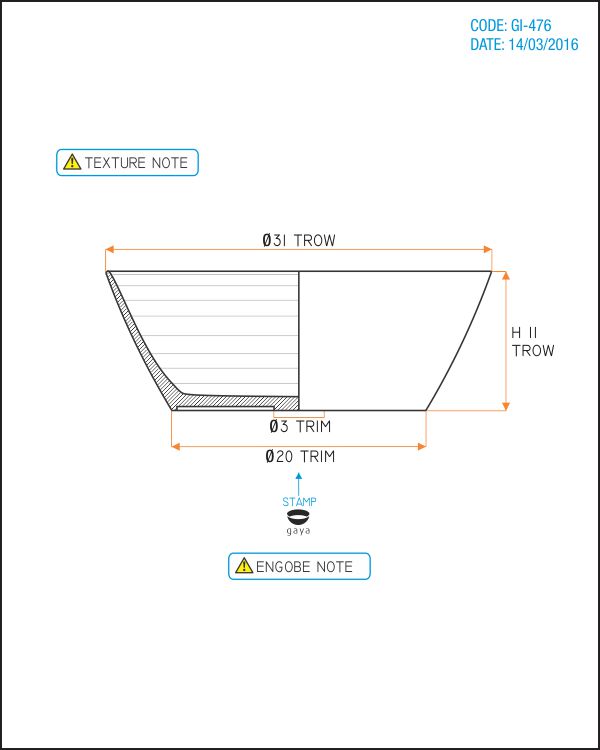 CODE: GI-476
DATE: 14/03/2016
TEXTURE NOTE
Ø31 TROW
H 11
TROW
Ø3 TRIM
Ø20 TRIM
STAMP
gaya
ENGOBE NOTE